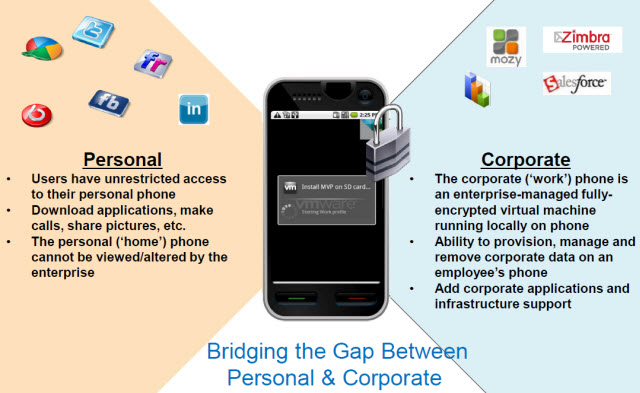 fr
fb
in
mozy
Zimbra
POWERED
Salesforce
2:25 PM
Install MVP on SD card...
vm
vmware
Starting Work profile
Personal
• Users have unrestricted access
to their personal phone
• Download applications, make
calls, share pictures, etc.
• The personal (‘home’) phone
cannot be viewed/altered by the
enterprise
Corporate
• The corporate (‘work’) phone is
an enterprise-managed fully-
encrypted virtual machine
running locally on phone
• Ability to provision, manage and
remove corporate data on an
employee’s phone
• Add corporate applications and
infrastructure support
Bridging the Gap Between
Personal & Corporate